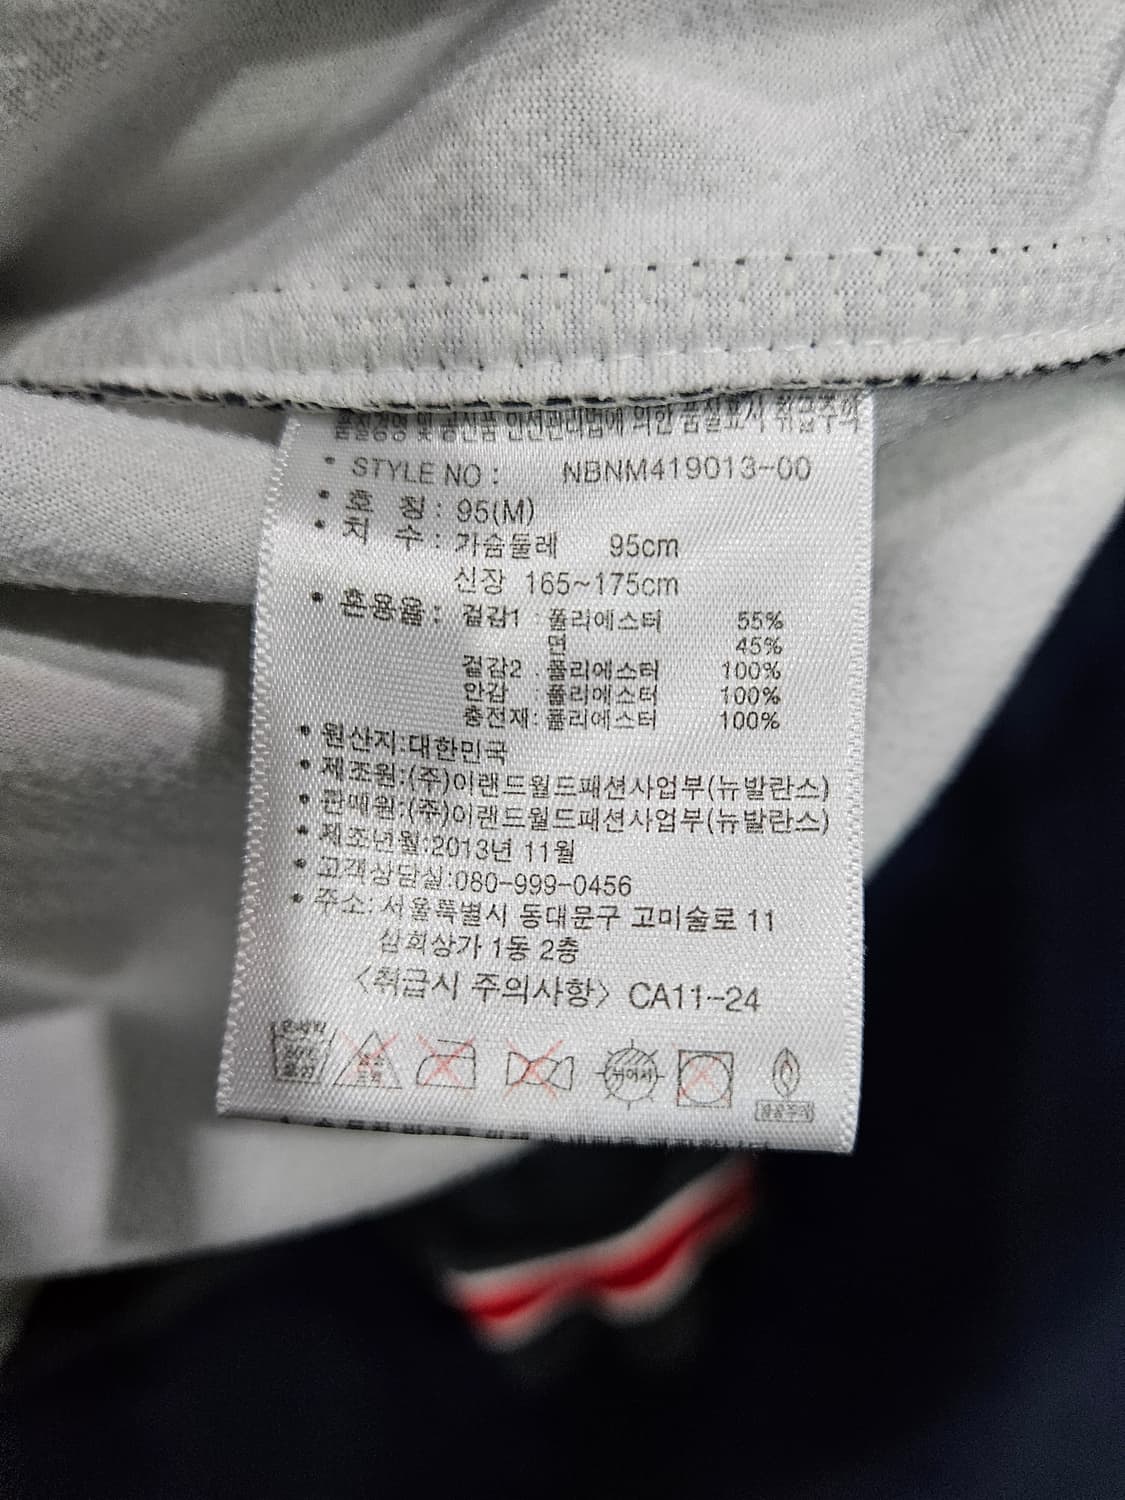 품질경영 및 공산품 안전관리법에 의한 품질표시 취급주의
• STYLE NO : NBNM419013-00
• 호 칭 : 95(M)
• 치 수 : 가슴둘레 95cm
신장 165~175cm
• 혼용율 : 겉감1 : 폴리에스터 55%
면 45%
겉감2 : 폴리에스터 100%
안감 : 폴리에스터 100%
충전재: 폴리에스터 100%
• 원산지:대한민국
• 제조원:(주)이랜드월드패션사업부(뉴발란스)
• 판매원:(주)이랜드월드패션사업부(뉴발란스)
• 제조년월:2013년 11월
• 고객상담실:080-999-0456
• 주소: 서울특별시 동대문구 고미술로 11
삼희상가 1동 2층
<취급시 주의사항> CA11-24
뉘어서